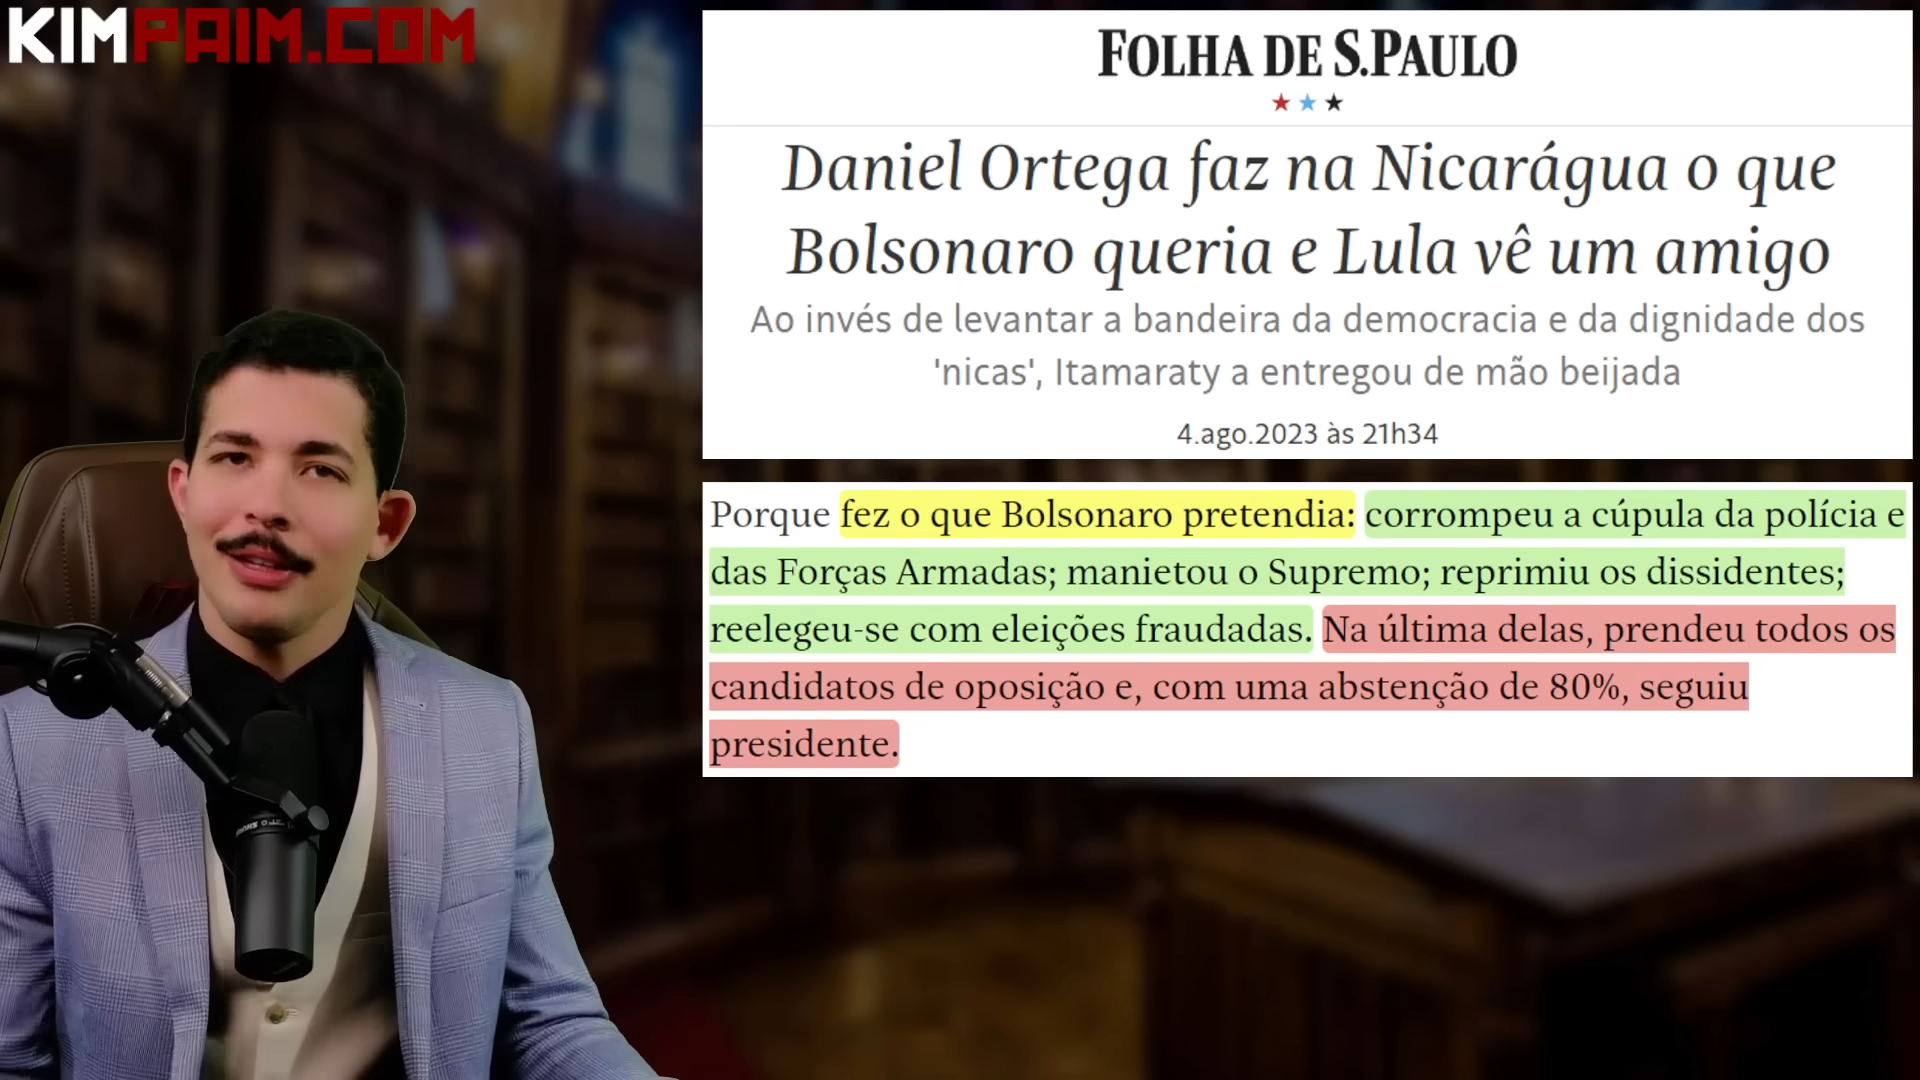 KIMPAIM.COM
FOLHA DE S.PAULO
Daniel Ortega faz na Nicarágua o que
Bolsonaro queria e Lula vê um amigo
Ao invés de levantar a bandeira da democracia e da dignidade dos
'nicas', Itamaraty a entregou de mão beijada
4.ago.2023 às 21h34
Porque fez o que Bolsonaro pretendia: corrompeu a cúpula da polícia e
das Forças Armadas; manietou o Supremo; reprimiu os dissidentes;
reelegeu-se com eleições fraudadas. Na última delas, prendeu todos os
candidatos de oposição e, com uma abstenção de 80%, seguiu
presidente.